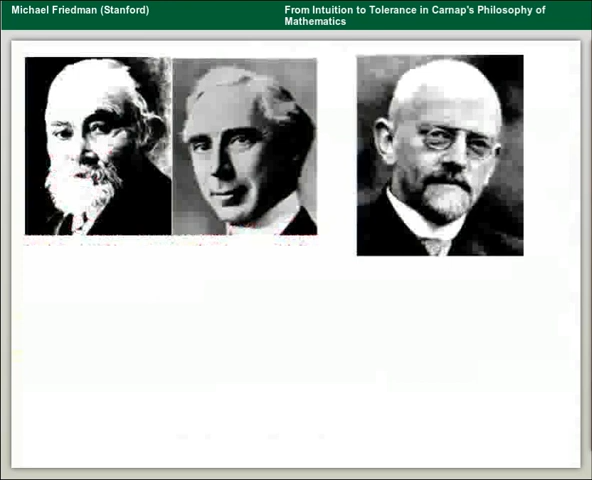 Michael Friedman (Stanford)
From Intuition to Tolerance in Carnap's Philosophy of
Mathematics